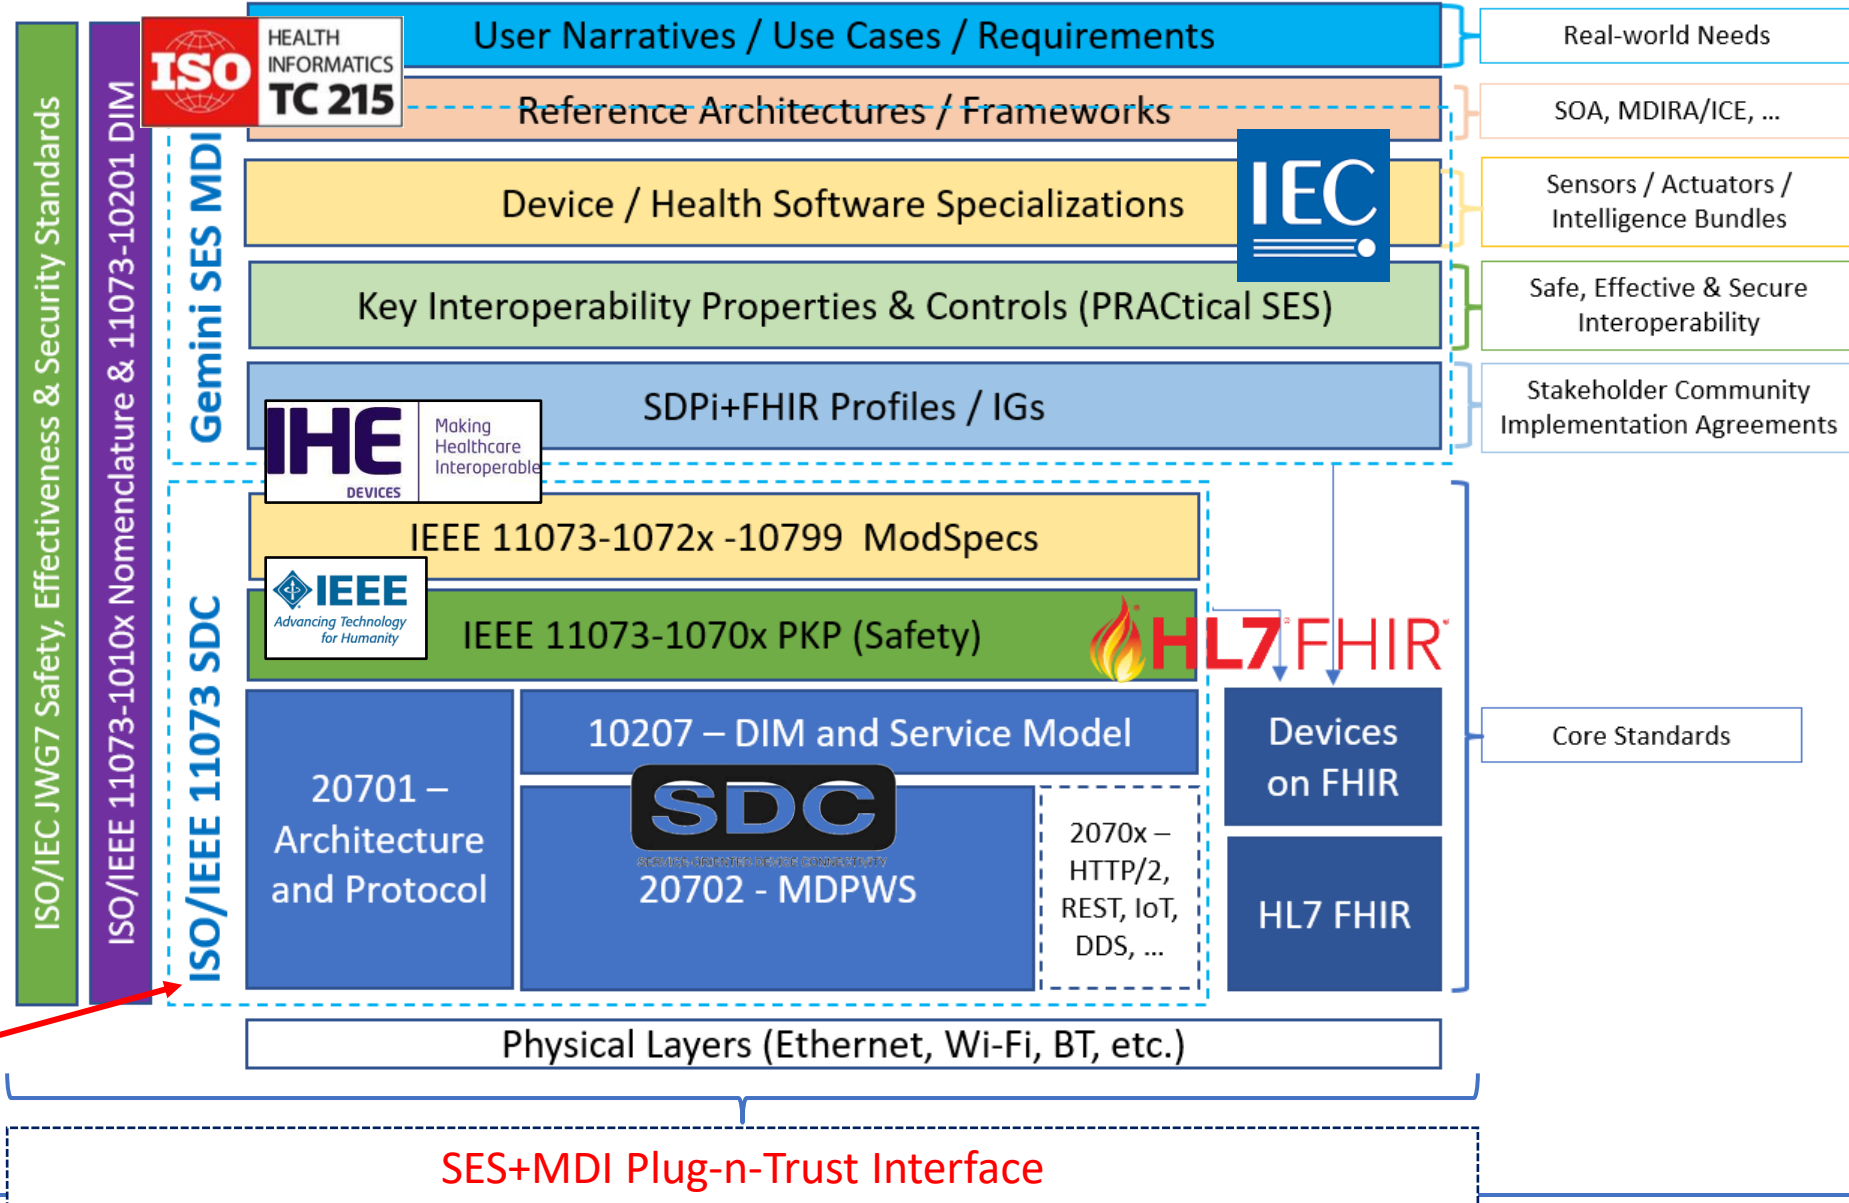 ISO/IEC JWG7 Safety, Effectiveness & Security Standards
ISO/IEEE 11073-1010x Nomenclature & 11073-10201 DIM
ISO
HEALTH
INFORMATICS
TC 215
User Narratives / Use Cases / Requirements
Real-world Needs
Gemini SES MDI
Reference Architectures / Frameworks
SOA, MDIRA/ICE, ...
Device / Health Software Specializations
IEC
Sensors / Actuators /
Intelligence Bundles
Key Interoperability Properties & Controls (PRACtical SES)
Safe, Effective & Secure
Interoperability
SDPi+FHIR Profiles / IGs
Stakeholder Community
Implementation Agreements
IHE
DEVICES
Making
Healthcare
Interoperable
ISO/IEEE 11073 SDC
IEEE 11073-1072x -10799 ModSpecs
IEEE
Advancing Technology
for Humanity
IEEE 11073-1070x PKP (Safety)
HL7 FHIR
20701 –
Architecture
and Protocol
10207 – DIM and Service Model
SDC
SERVICE-ORIENTED DEVICE CONNECTIVITY
20702 - MDPWS
2070x –
HTTP/2,
REST, IoT,
DDS, ...
Devices
on FHIR
HL7 FHIR
Core Standards
Physical Layers (Ethernet, Wi-Fi, BT, etc.)
SES+MDI Plug-n-Trust Interface